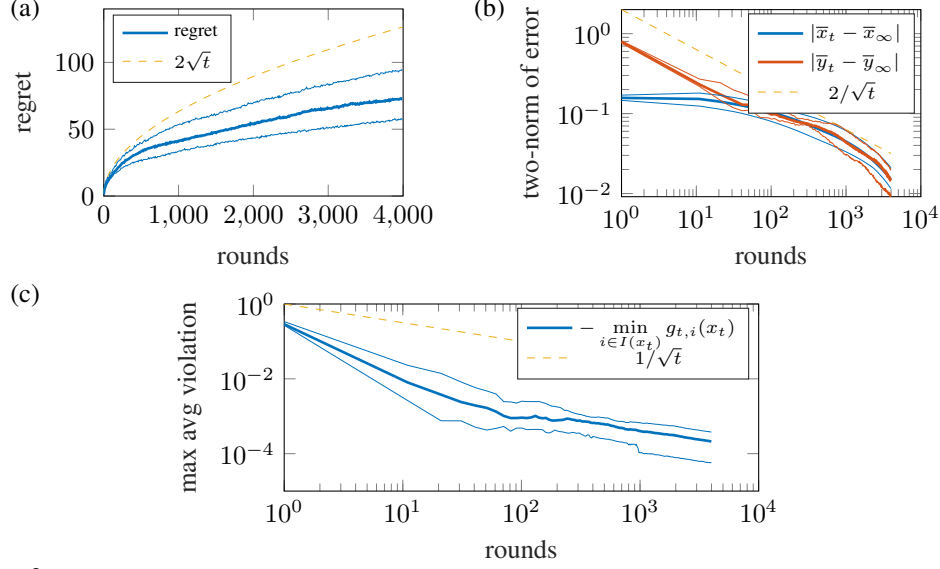 (a)
regret
2√t
100
50
0
regret
0
1,000
2,000
3,000
4,000
rounds
(b)
|x̅_t − x̅_∞|
|y̅_t − y̅_∞|
2/√t
10^0
10^−1
10^−2
two-norm of error
10^0
10^1
10^2
10^3
10^4
rounds
(c)
− min_{i∈I(x_t)} g_{t,i}(x_t)
1/√t
10^0
10^−2
10^−4
max avg violation
10^0
10^1
10^2
10^3
10^4
rounds